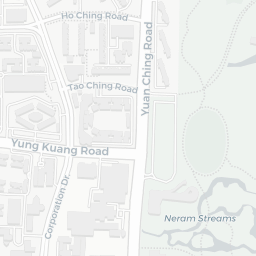 Ho Ching Road
Tao Ching Road
Yuan Ching Road
Yung Kuang Road
Corporation Dr.
Neram Streams